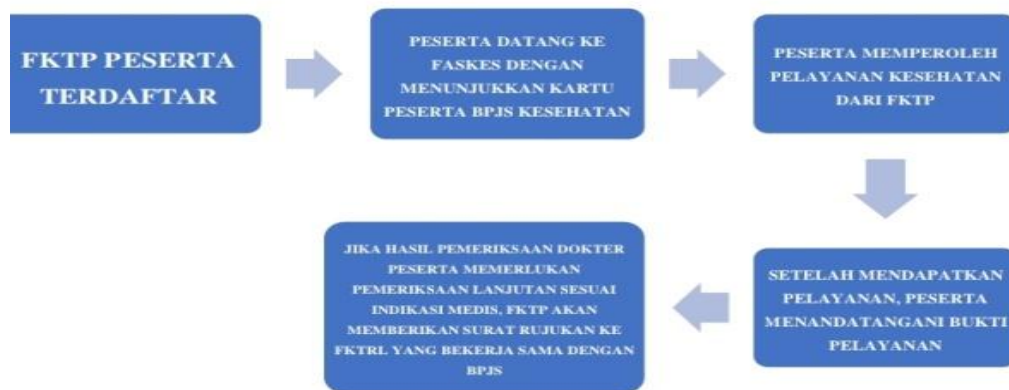 FKTP PESERTA
TERDAFTAR
PESERTA DATANG KE
FASKES DENGAN
MENUNJUKKAN KARTU
PESERTA BPJS KESEHATAN
PESERTA MEMPEROLEH
PELAYANAN KESEHATAN
DARI FKTP
SETELAH MENDAPATKAN
PELAYANAN, PESERTA
MENANDATANGANI BUKTI
PELAYANAN
JIKA HASIL PEMERIKSAAN DOKTER
PESERTA MEMERLUKAN
PEMERIKSAAN LANJUTAN SESUAI
INDIKASI MEDIS, FKTP AKAN
MEMBERIKAN SURAT RUJUKAN KE
FKTRL YANG BEKERJA SAMA DENGAN
BPJS